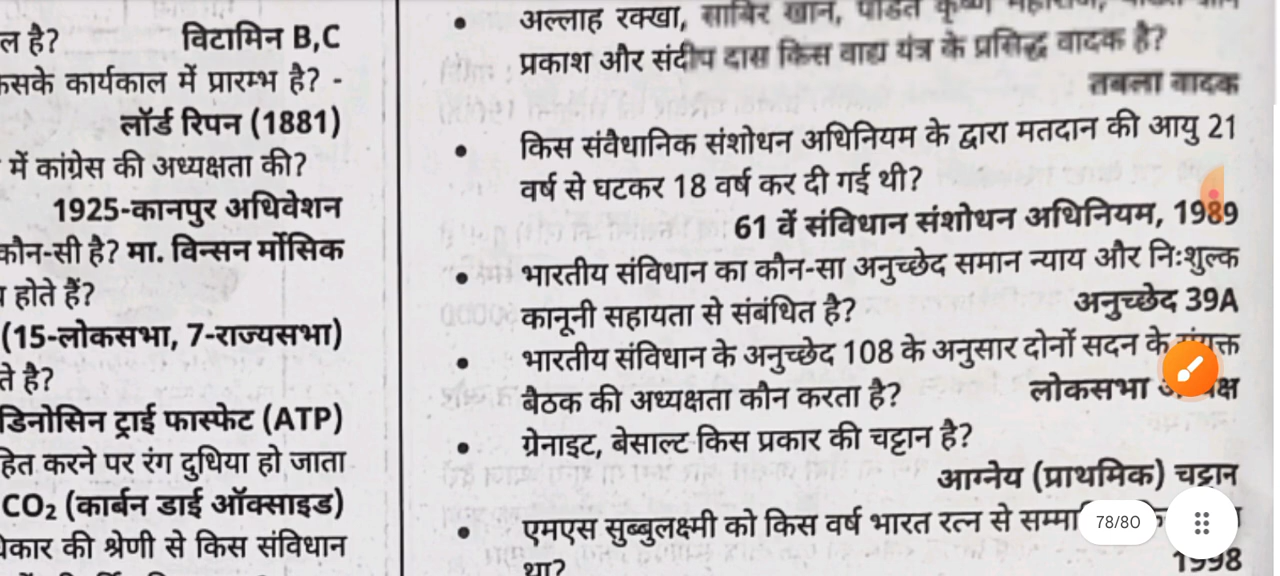 ल है? विटामिन B,C
कसके कार्यकाल में प्रारम्भ है? -
लॉर्ड रिपन (1881)
में कांग्रेस की अध्यक्षता की?
1925-कानपुर अधिवेशन
कौन-सी है? मा. विन्सन मॉसिक
होते हैं?
(15-लोकसभा, 7-राज्यसभा)
ते है?
डिनोसिन ट्राई फास्फेट (ATP)
हित करने पर रंग दुधिया हो जाता
CO₂ (कार्बन डाई ऑक्साइड)
धिकार की श्रेणी से किस संविधान
• अल्लाह रक्खा, साबिर खान, पंडित कृष्ण महाराज,
प्रकाश और संदीप दास किस वाद्य यंत्र के प्रसिद्ध वादक है?
तबला वादक
• किस संवैधानिक संशोधन अधिनियम के द्वारा मतदान की आयु 21
वर्ष से घटकर 18 वर्ष कर दी गई थी?
61 वें संविधान संशोधन अधिनियम, 1989
• भारतीय संविधान का कौन-सा अनुच्छेद समान न्याय और निःशुल्क
कानूनी सहायता से संबंधित है? अनुच्छेद 39A
• भारतीय संविधान के अनुच्छेद 108 के अनुसार दोनों सदन के संयुक्त
बैठक की अध्यक्षता कौन करता है? लोकसभा
• ग्रेनाइट, बेसाल्ट किस प्रकार की चट्टान है?
आग्नेय (प्राथमिक) चट्टान
• एमएस सुब्बुलक्ष्मी को किस वर्ष भारत रत्न से
था? 1998
78/80